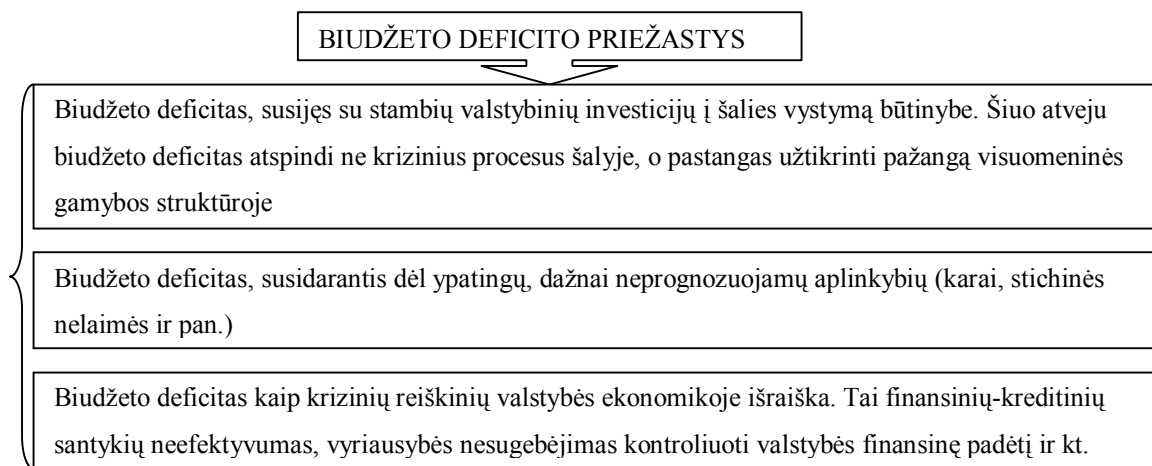 BIUDŽETO DEFICITO PRIEŽASTYS
Biudžeto deficitas, susijęs su stambių valstybinių investicijų į šalies vystymą būtinybe. Šiuo atveju
biudžeto deficitas atspindi ne krizinius procesus šalyje, o pastangas užtikrinti pažangą visuomeninės
gamybos struktūroje
Biudžeto deficitas, susidarantis dėl ypatingų, dažnai neprognozuojamų aplinkybių (karai, stichinės
nelaimės ir pan.)
Biudžeto deficitas kaip krizinių reiškinių valstybės ekonomikoje išraiška. Tai finansinių-kreditinių
santykių neefektyvumas, vyriausybės nesugebėjimas kontroliuoti valstybės finansinę padėtį ir kt.